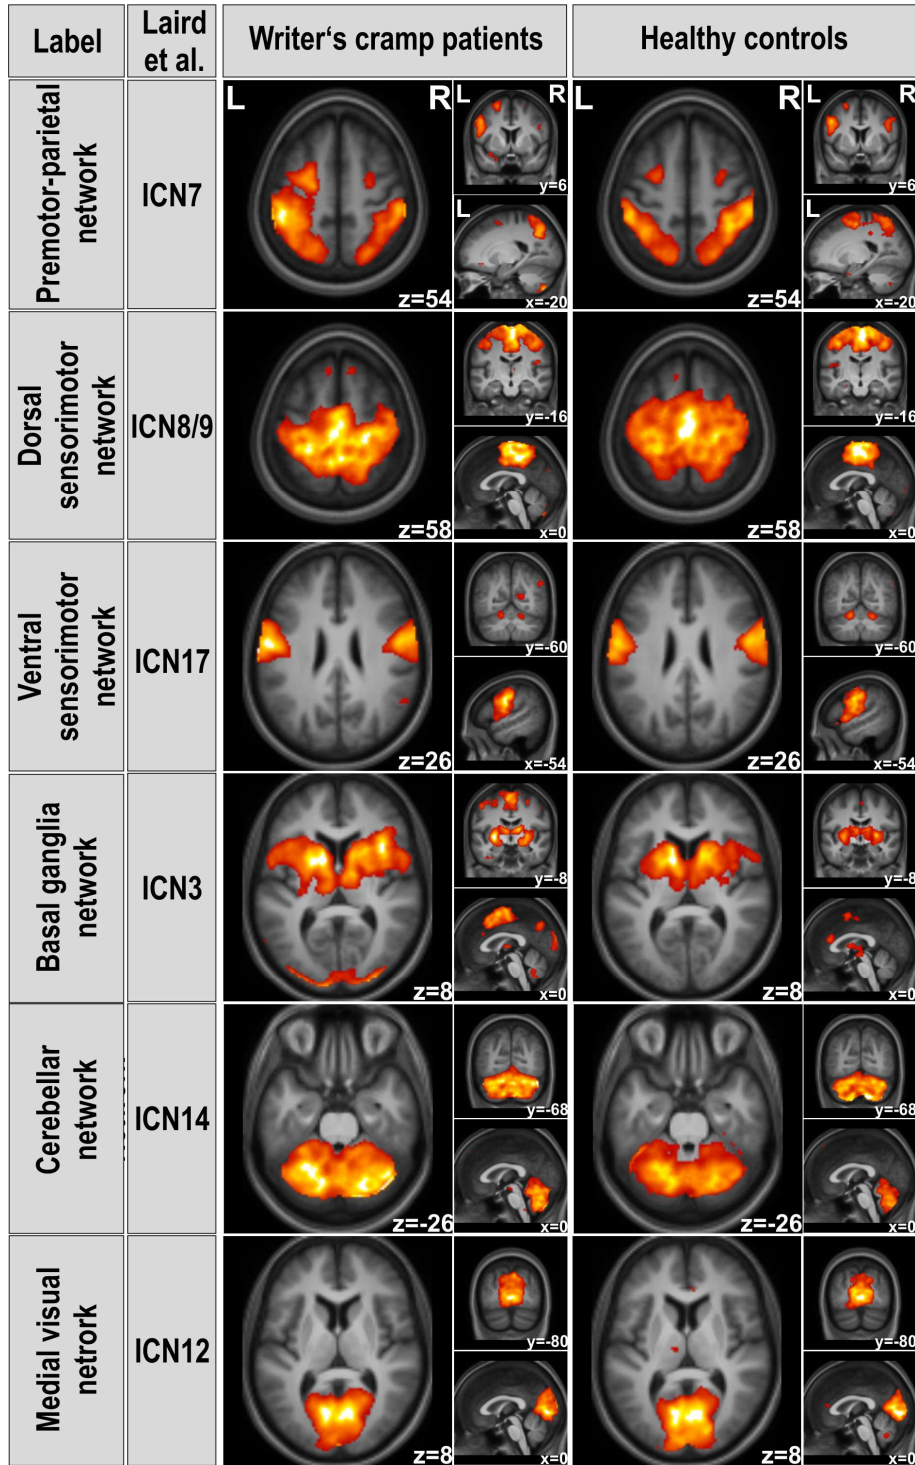 Label
Laird
et al.
Writer‘s cramp patients
Healthy controls
Premotor-parietal
network
ICN7
L
R
z=54
L
R
y=6
L
x=-20
L
R
z=54
L
R
y=6
L
x=-20
Dorsal
sensorimotor
network
ICN8/9
z=58
y=-16
x=0
z=58
y=-16
x=0
Ventral
sensorimotor
network
ICN17
z=26
y=-60
x=-54
z=26
y=-60
x=-54
Basal ganglia
network
ICN3
z=8
y=-8
x=0
z=8
y=-8
x=0
Cerebellar
network
ICN14
z=-26
y=-68
x=0
z=-26
y=-68
x=0
Medial visual
netrork
ICN12
z=8
y=-80
x=0
z=8
y=-80
x=0